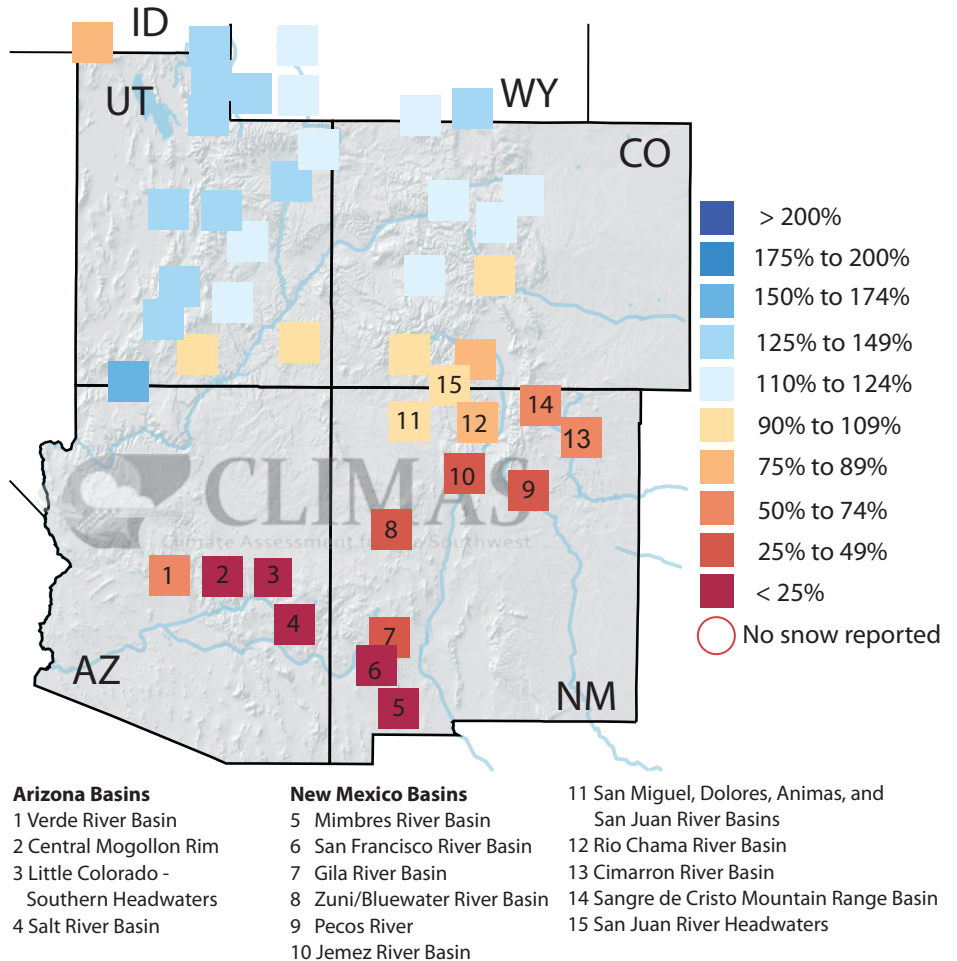 ID
UT
WY
CO
> 200%
175% to 200%
150% to 174%
125% to 149%
110% to 124%
90% to 109%
75% to 89%
50% to 74%
25% to 49%
< 25%
No snow reported
15
14
11
12
13
10
9
CLIMAS
Climate Assessment for the Southwest
8
1
2
3
4
7
6
5
AZ
NM
Arizona Basins
1 Verde River Basin
2 Central Mogollon Rim
3 Little Colorado -
Southern Headwaters
4 Salt River Basin
New Mexico Basins
5 Mimbres River Basin
6 San Francisco River Basin
7 Gila River Basin
8 Zuni/Bluewater River Basin
9 Pecos River
10 Jemez River Basin
11 San Miguel, Dolores, Animas, and
San Juan River Basins
12 Rio Chama River Basin
13 Cimarron River Basin
14 Sangre de Cristo Mountain Range Basin
15 San Juan River Headwaters